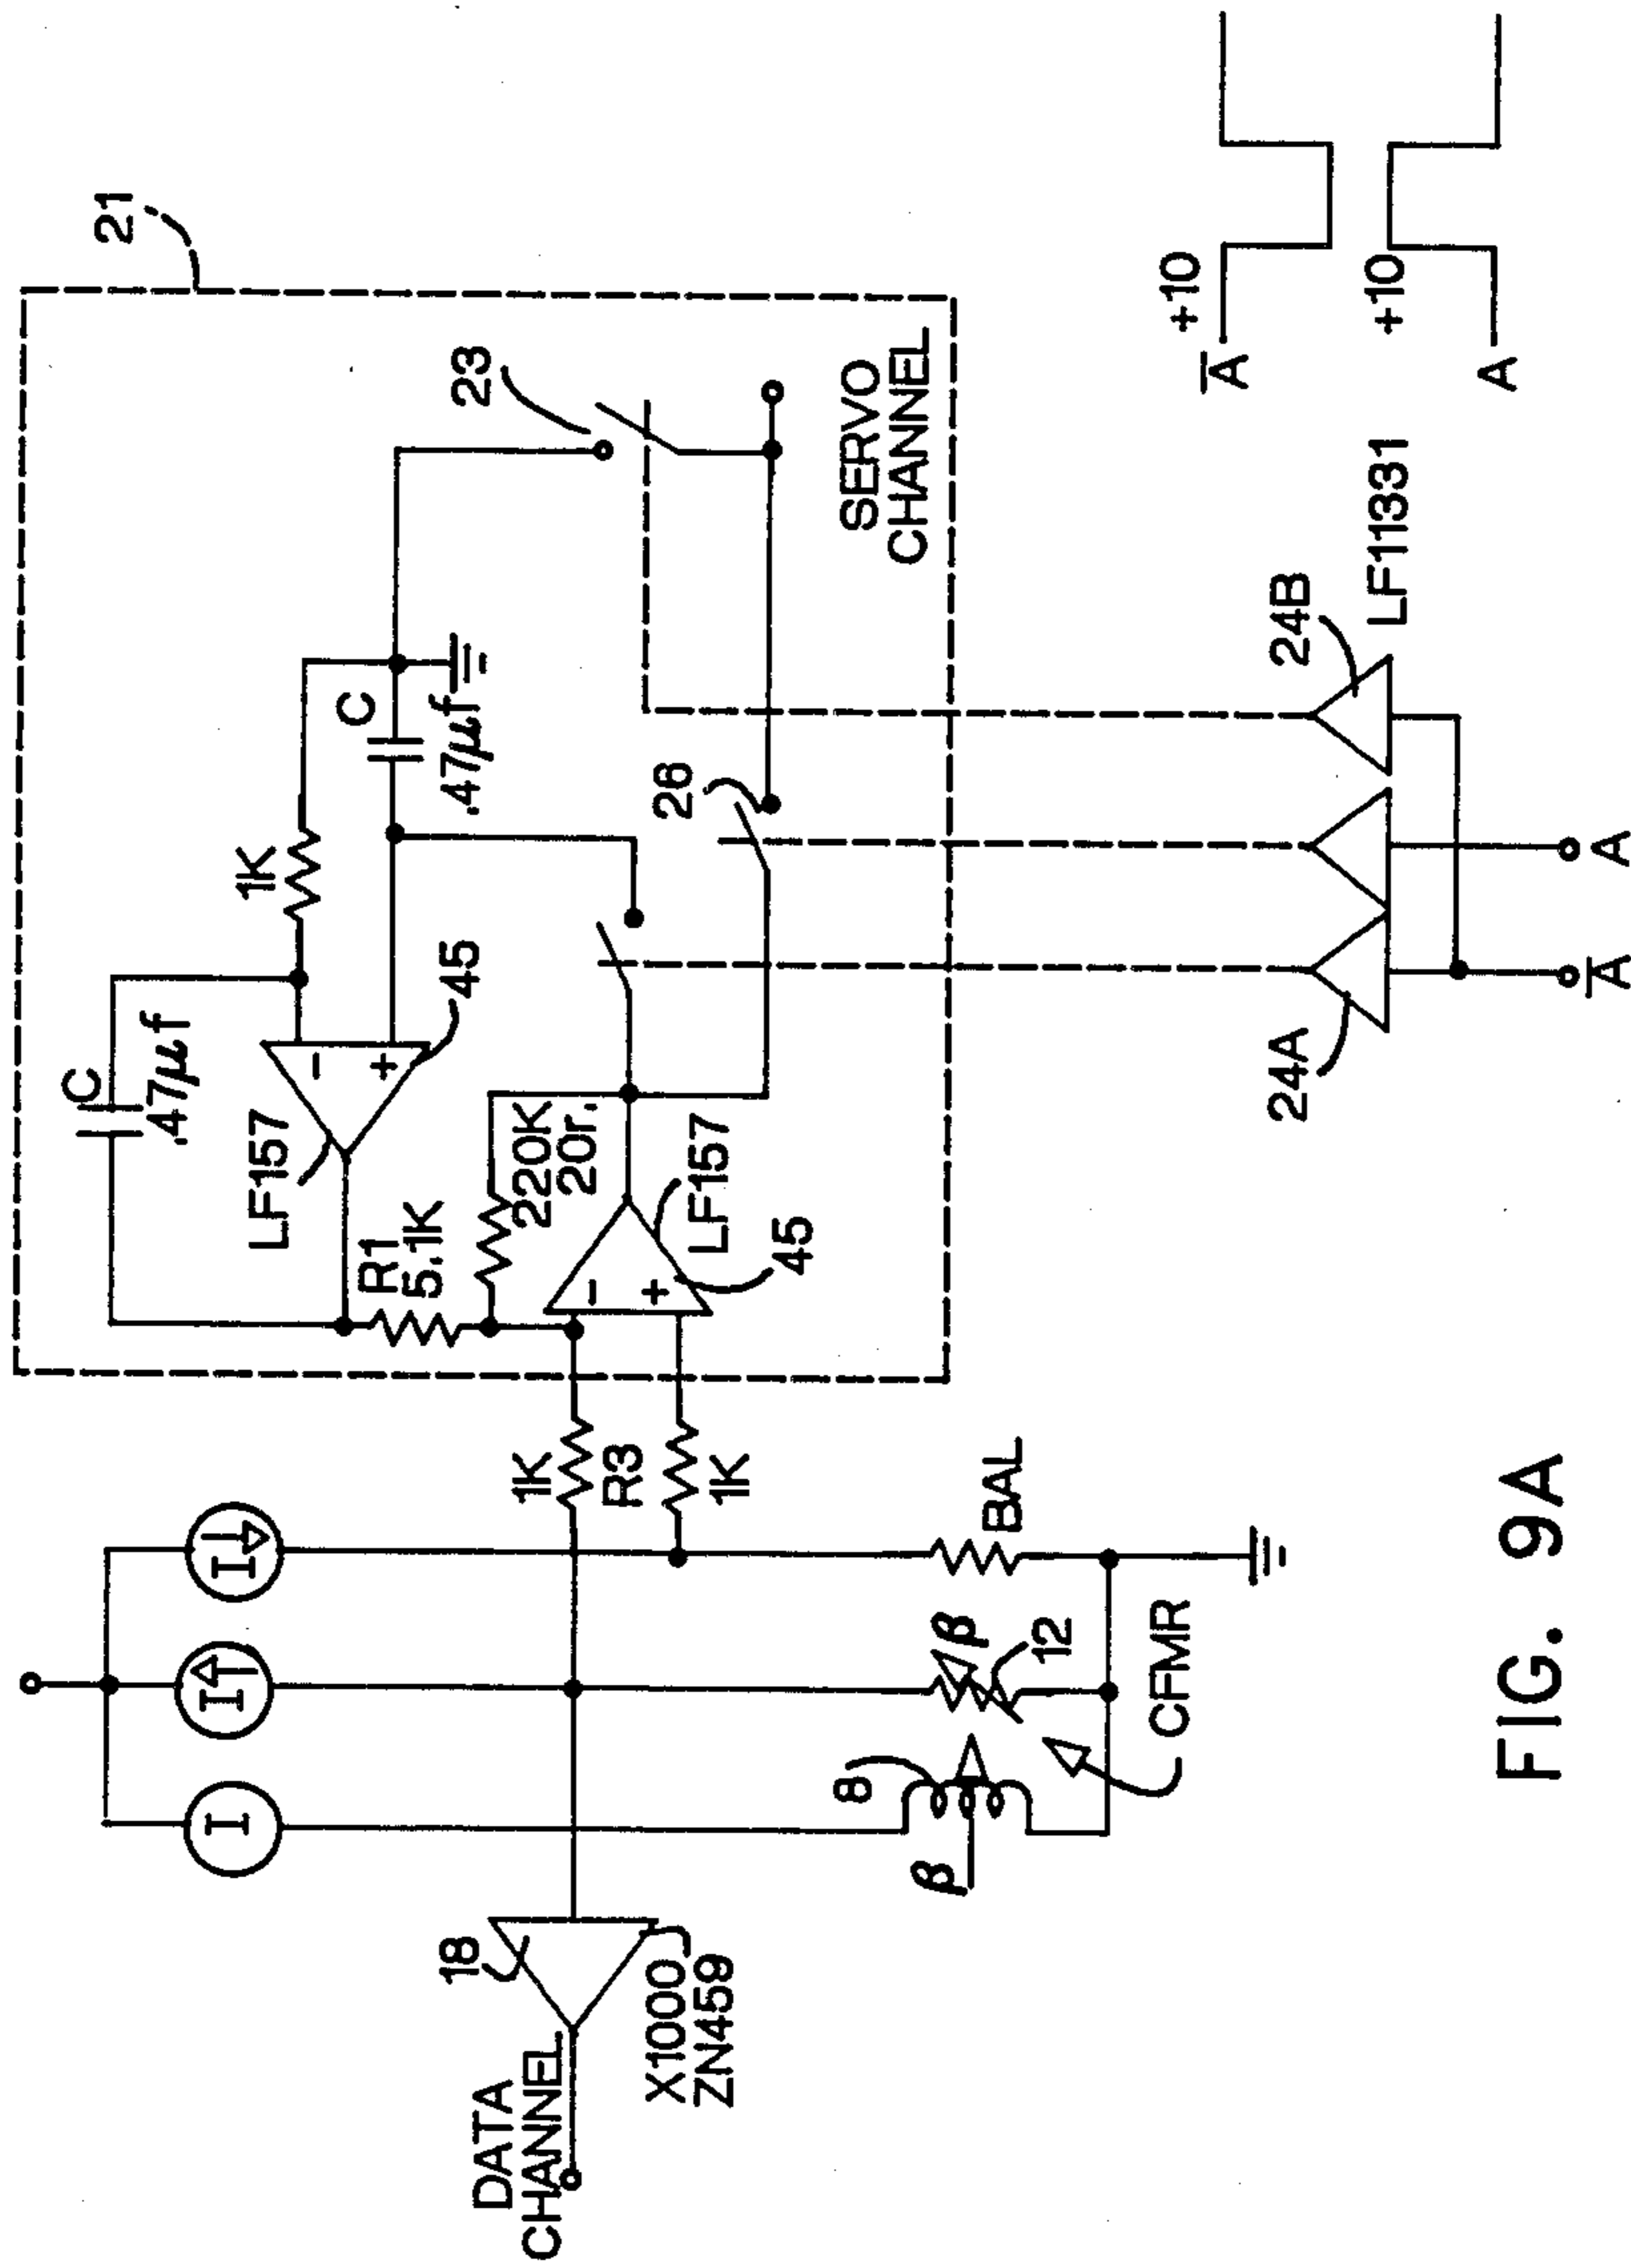 DATA
CHANNEL
18
X1000
ZN459
I
I
I
β
8
β
12
CFMR
BAL
1K
R3
1K
21
C
.47μf
1K
C
.47μf
LF157
45
R1
5.1K
220K
20r.
LF157
45
23
26
SERVO
CHANNEL
24A
24B
LF11331
A̅
A
A̅
+10
A
+10
FIG. 9A